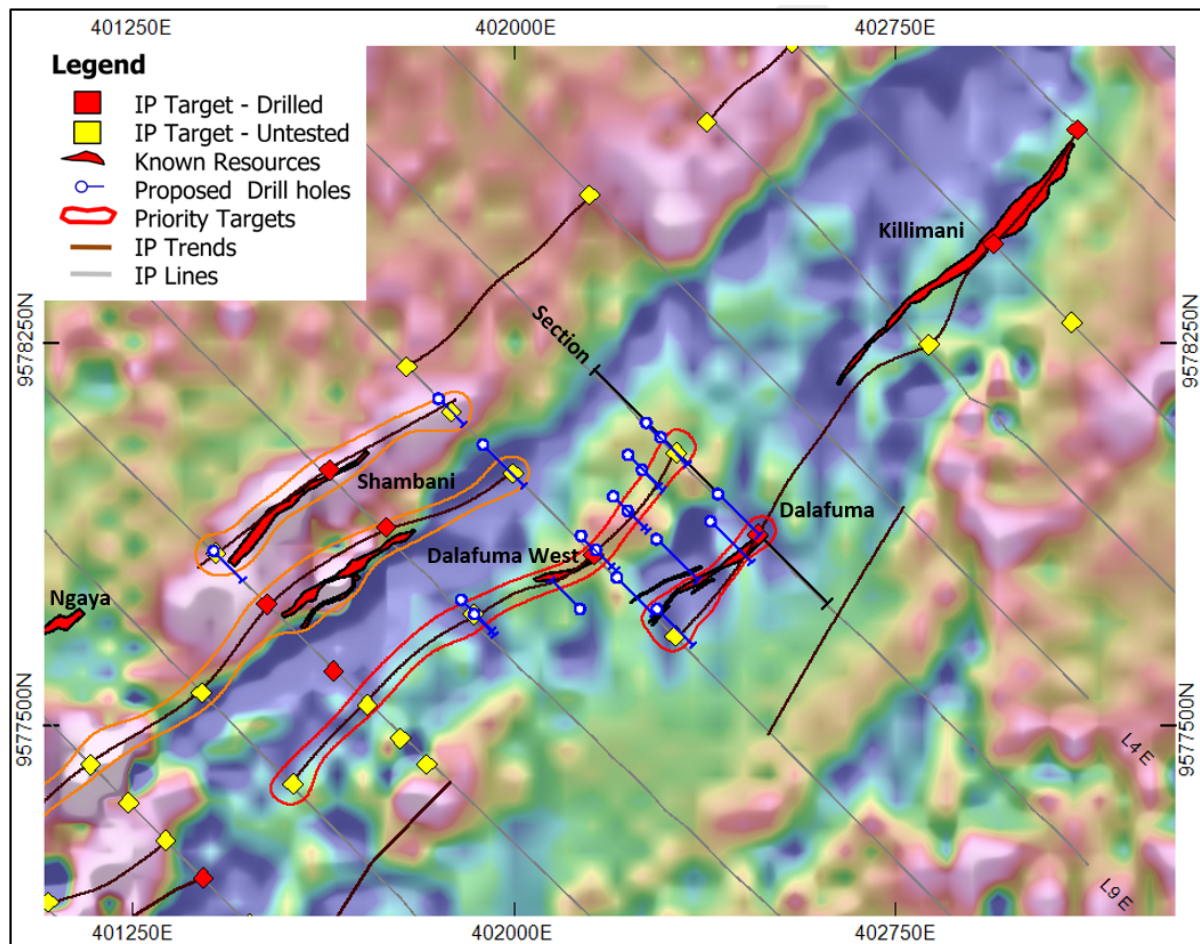 401250E 402000E 402750E
Legend
IP Target - Drilled
IP Target - Untested
Known Resources
Proposed Drill holes
Priority Targets
IP Trends
IP Lines
Killimani
9578250N
9578250N
Section
Shambani
Dalafuma
Dalafuma West
Ngaya
9577500N
9577500N
L4 E
L9 E
401250E 402000E 402750E